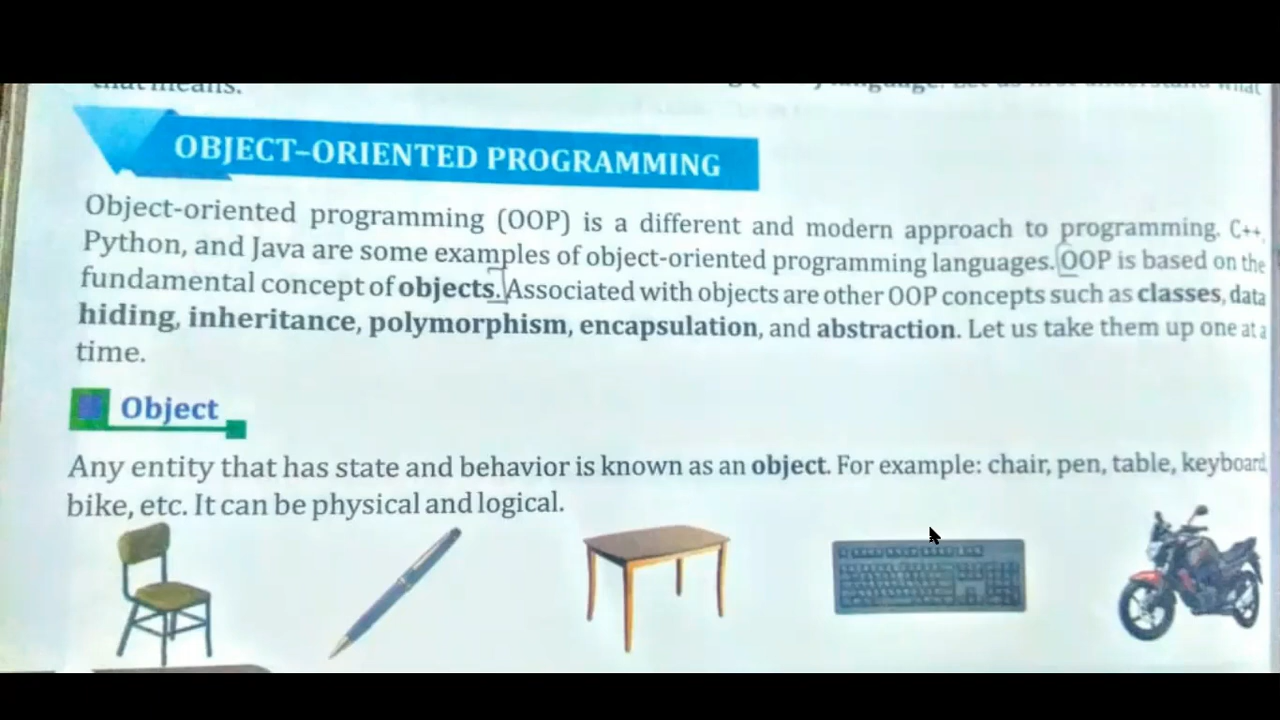 that means.
OBJECT–ORIENTED PROGRAMMING
Object-oriented programming (OOP) is a different and modern approach to programming. C++,
Python, and Java are some examples of object-oriented programming languages. OOP is based on the
fundamental concept of objects. Associated with objects are other OOP concepts such as classes, data
hiding, inheritance, polymorphism, encapsulation, and abstraction. Let us take them up one at a
time.
Object
Any entity that has state and behavior is known as an object. For example: chair, pen, table, keyboard
bike, etc. It can be physical and logical.